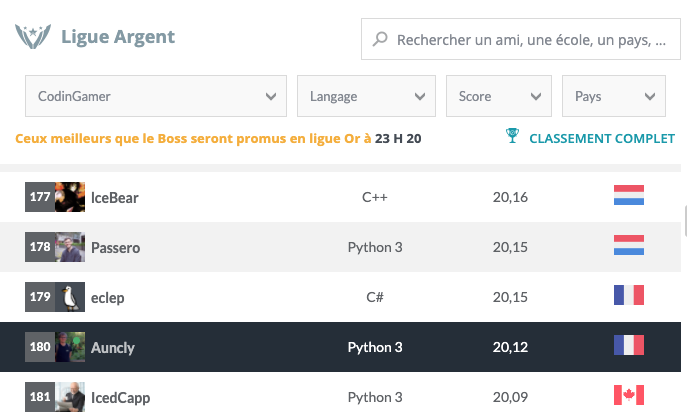 Ligue Argent
Rechercher un ami, une école, un pays, ...
CodinGamer Langage Score Pays
Ceux meilleurs que le Boss seront promus en ligue Or à 23 H 20 CLASSEMENT COMPLET
177 IceBear C++ 20,16
178 Passero Python 3 20,15
179 eclep C# 20,15
180 Auncly Python 3 20,12
181 IcedCapp Python 3 20,09